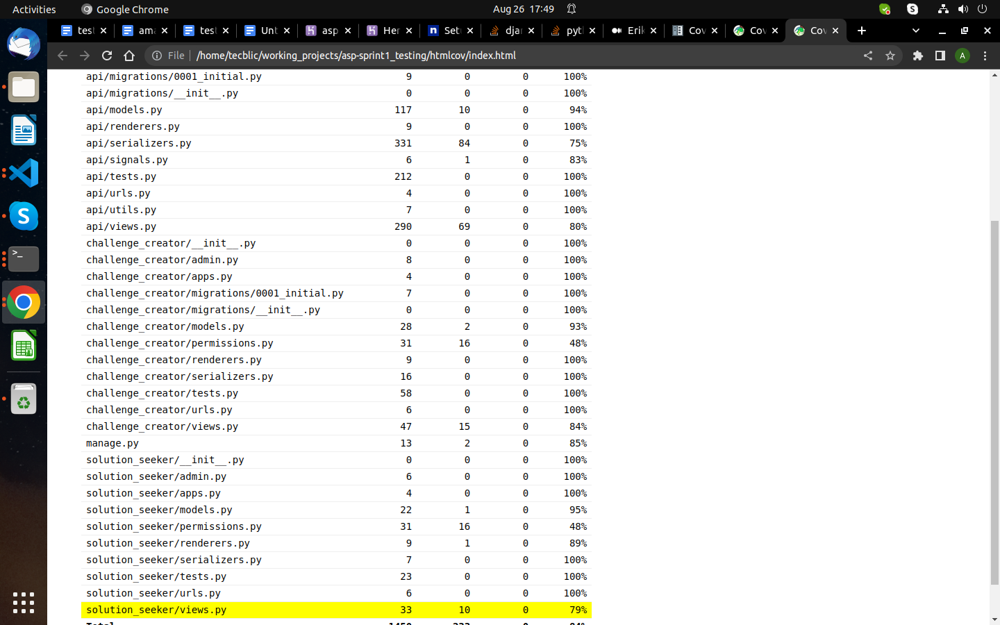 Activities Google Chrome Aug 26 17:49
test ama test Unt asp Her Set djan pyt Erik Cov Cov Cov
File /home/tecblic/working_projects/asp-sprint1_testing/htmlcov/index.html A
api/migrations/0001_initial.py 9 0 0 100%
api/migrations/__init__.py 0 0 0 100%
api/models.py 117 10 0 94%
api/renderers.py 9 0 0 100%
api/serializers.py 331 84 0 75%
api/signals.py 6 1 0 83%
api/tests.py 212 0 0 100%
api/urls.py 4 0 0 100%
api/utils.py 7 0 0 100%
api/views.py 290 69 0 80%
challenge_creator/__init__.py 0 0 0 100%
challenge_creator/admin.py 8 0 0 100%
challenge_creator/apps.py 4 0 0 100%
challenge_creator/migrations/0001_initial.py 7 0 0 100%
challenge_creator/migrations/__init__.py 0 0 0 100%
challenge_creator/models.py 28 2 0 93%
challenge_creator/permissions.py 31 16 0 48%
challenge_creator/renderers.py 9 0 0 100%
challenge_creator/serializers.py 16 0 0 100%
challenge_creator/tests.py 58 0 0 100%
challenge_creator/urls.py 6 0 0 100%
challenge_creator/views.py 47 15 0 84%
manage.py 13 2 0 85%
solution_seeker/__init__.py 0 0 0 100%
solution_seeker/admin.py 6 0 0 100%
solution_seeker/apps.py 4 0 0 100%
solution_seeker/models.py 22 1 0 95%
solution_seeker/permissions.py 31 16 0 48%
solution_seeker/renderers.py 9 1 0 89%
solution_seeker/serializers.py 7 0 0 100%
solution_seeker/tests.py 23 0 0 100%
solution_seeker/urls.py 6 0 0 100%
solution_seeker/views.py 33 10 0 79%
Total